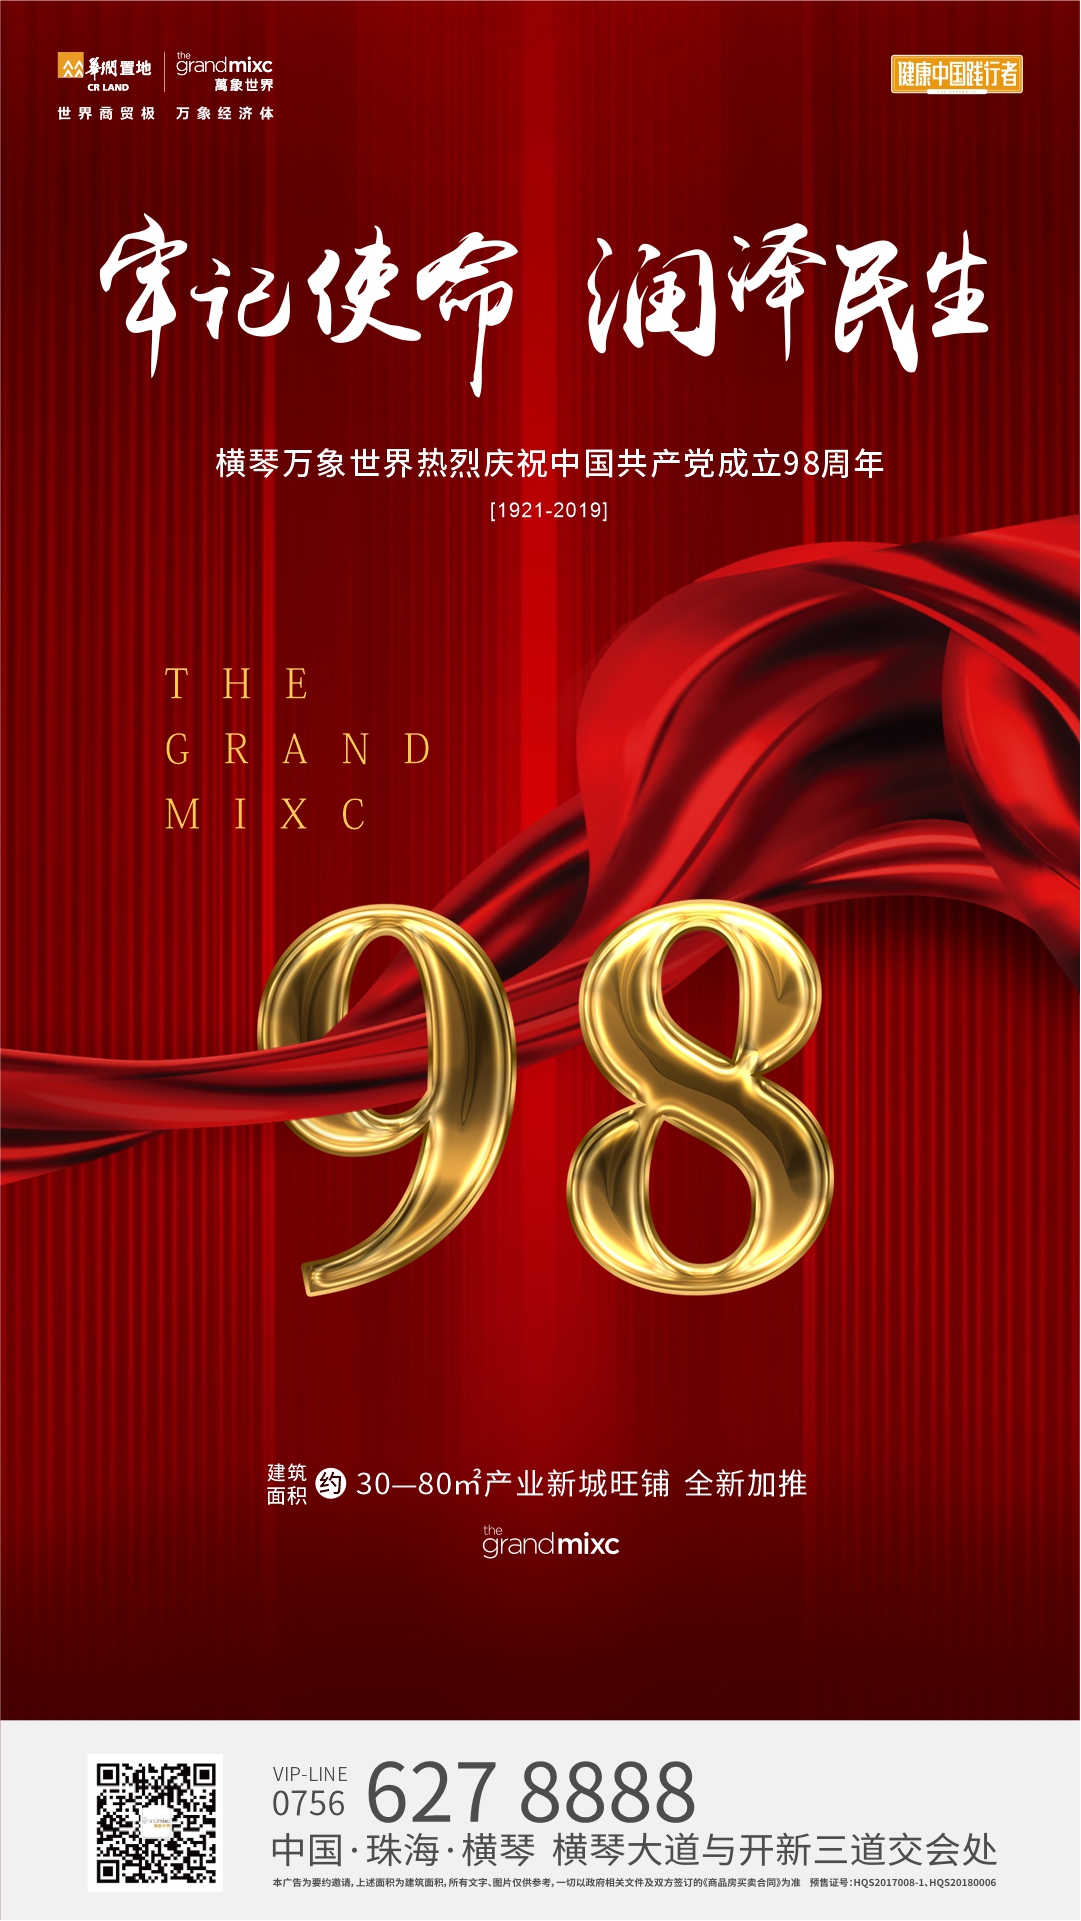 華潤置地
CR LAND
the
grandmixc
萬象世界
世界商贸极 万象经济体
健康中国践行者
牢记使命 润泽民生
横琴万象世界热烈庆祝中国共产党成立98周年
[1921-2019]
THE
GRAND
MIXC
98
建筑
面积
约
30—80㎡产业新城旺铺 全新加推
the
grandmixc
VIP-LINE
0756 627 8888
中国·珠海·横琴 横琴大道与开新三道交会处
本广告为要约邀请,上述面积为建筑面积,所有文字、图片仅供参考,一切以政府相关文件及双方签订的《商品房买卖合同》为准 预售证号:HQS2017008-1、HQS20180006